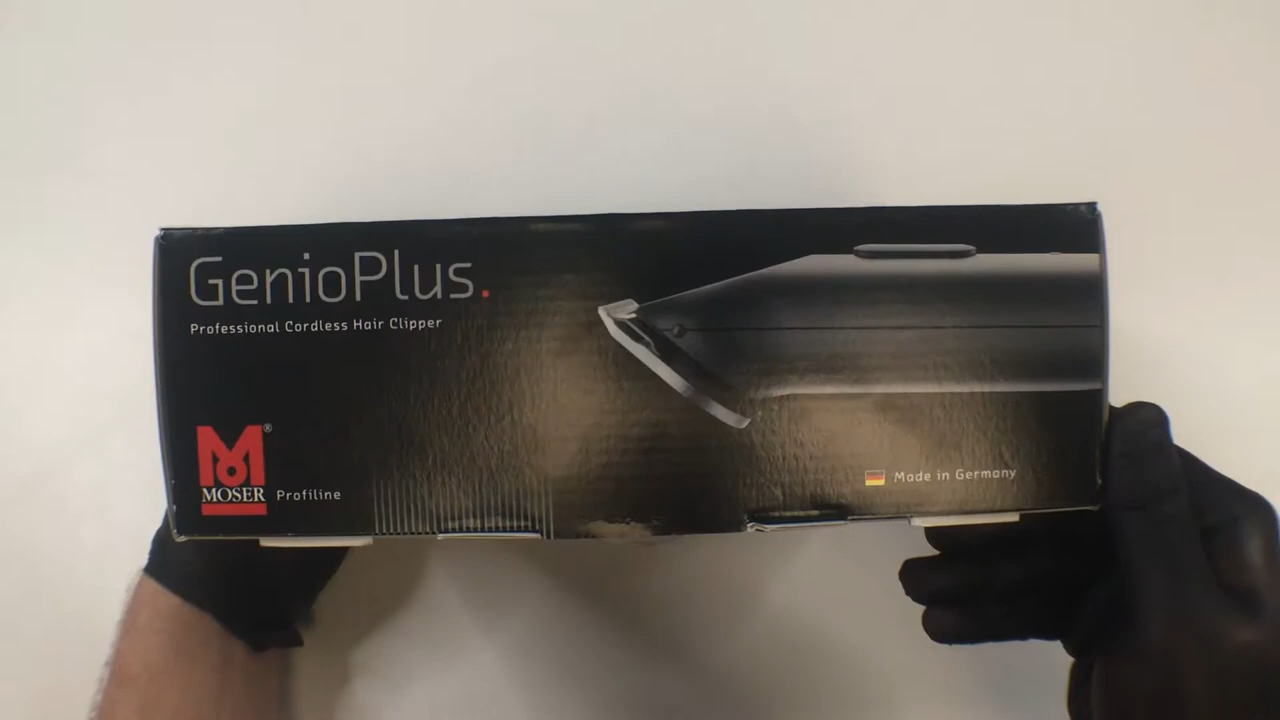 GenioPlus.
Professional Cordless Hair Clipper
M®
MOSER Profiline
Made in Germany